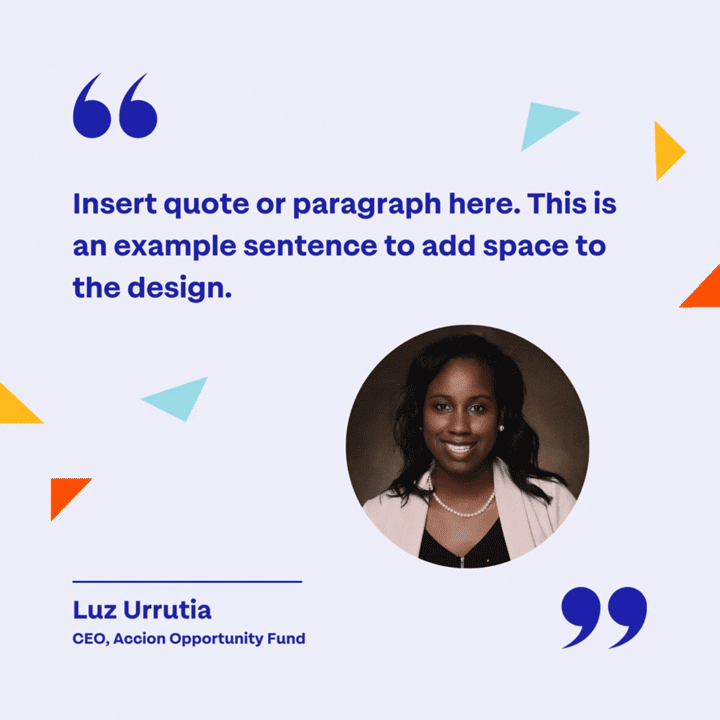 Insert quote or paragraph here. This is
an example sentence to add space to
the design.
Luz Urrutia
CEO, Accion Opportunity Fund